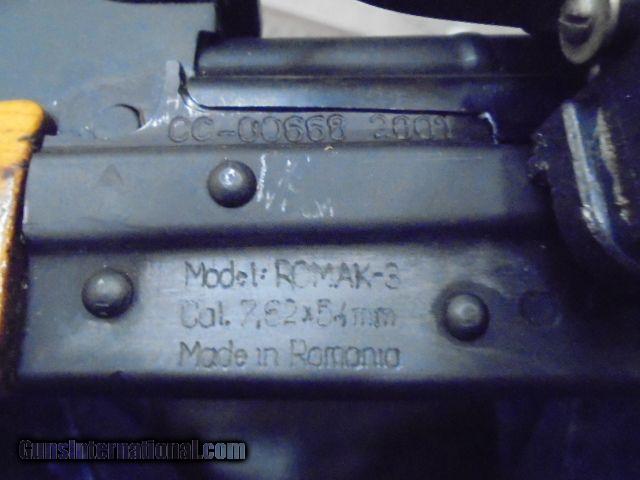 CC-00668 2001
Model: ROMAK-3
Cal. 7,62x54mm
Made in Romania
GunsInternational.com